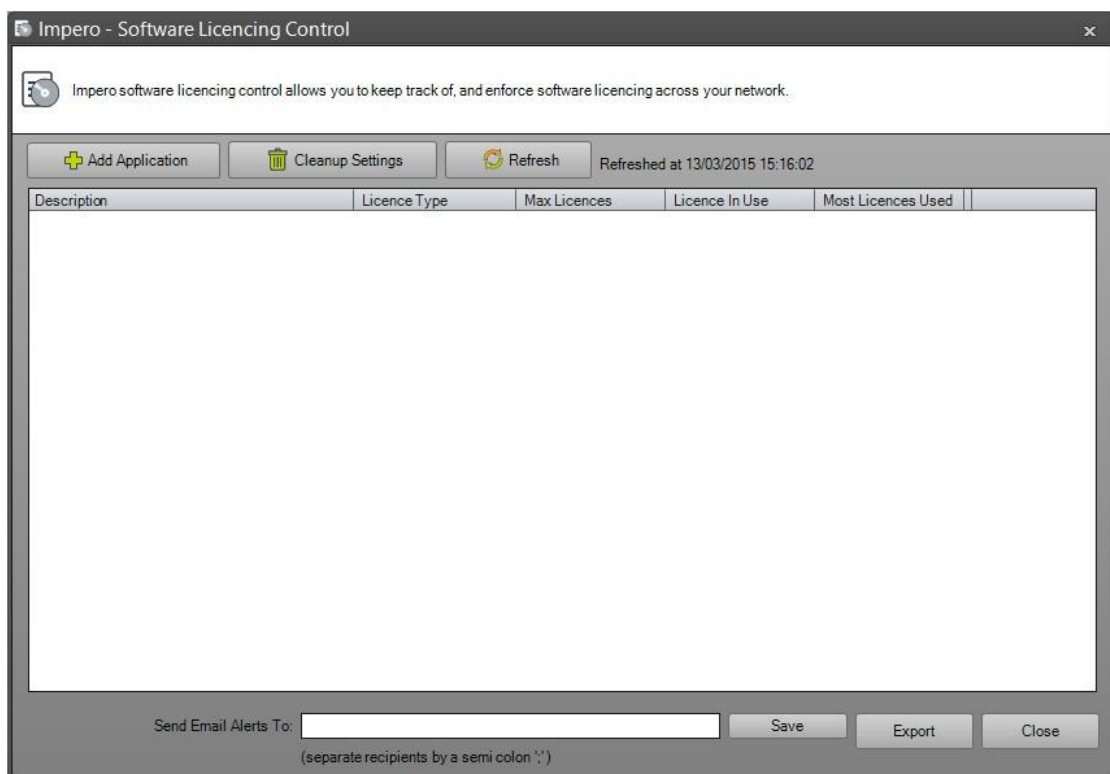 Impero - Software Licencing Control
Impero software licencing control allows you to keep track of, and enforce software licencing across your network.
Add Application
Cleanup Settings
Refresh
Refreshed at 13/03/2015 15:16:02
Description
Licence Type
Max Licences
Licence In Use
Most Licences Used
Send Email Alerts To:
Save
Export
Close
(separate recipients by a semi colon ';')